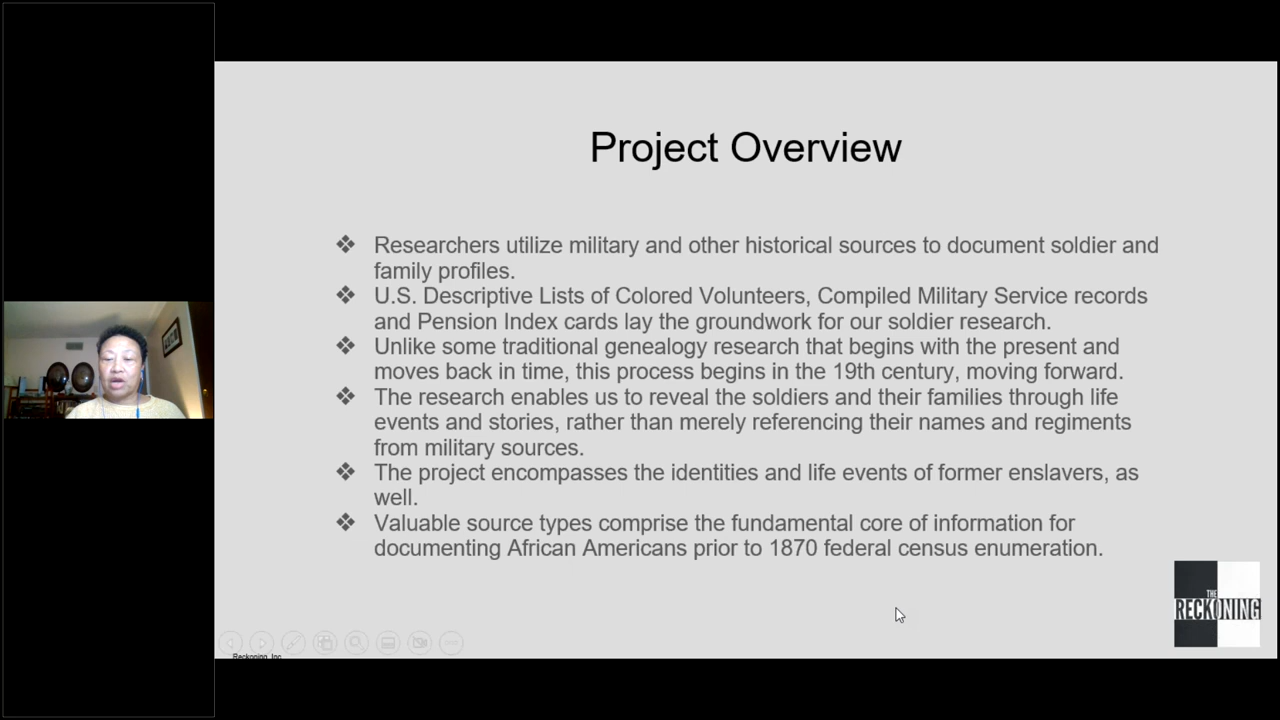 Project Overview
❖ Researchers utilize military and other historical sources to document soldier and
family profiles.
❖ U.S. Descriptive Lists of Colored Volunteers, Compiled Military Service records
and Pension Index cards lay the groundwork for our soldier research.
❖ Unlike some traditional genealogy research that begins with the present and
moves back in time, this process begins in the 19th century, moving forward.
❖ The research enables us to reveal the soldiers and their families through life
events and stories, rather than merely referencing their names and regiments
from military sources.
❖ The project encompasses the identities and life events of former enslavers, as
well.
❖ Valuable source types comprise the fundamental core of information for
documenting African Americans prior to 1870 federal census enumeration.
THE
RECKONING
Reckoning, Inc.